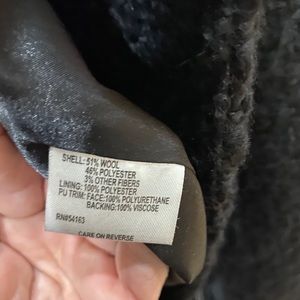 SHELL: 51% WOOL
46% POLYESTER
3% OTHER FIBERS
LINING: 100% POLYESTER
PU TRIM: FACE:100% POLYURETHANE
BACKING:100% VISCOSE
RN#54163
CARE ON REVERSE